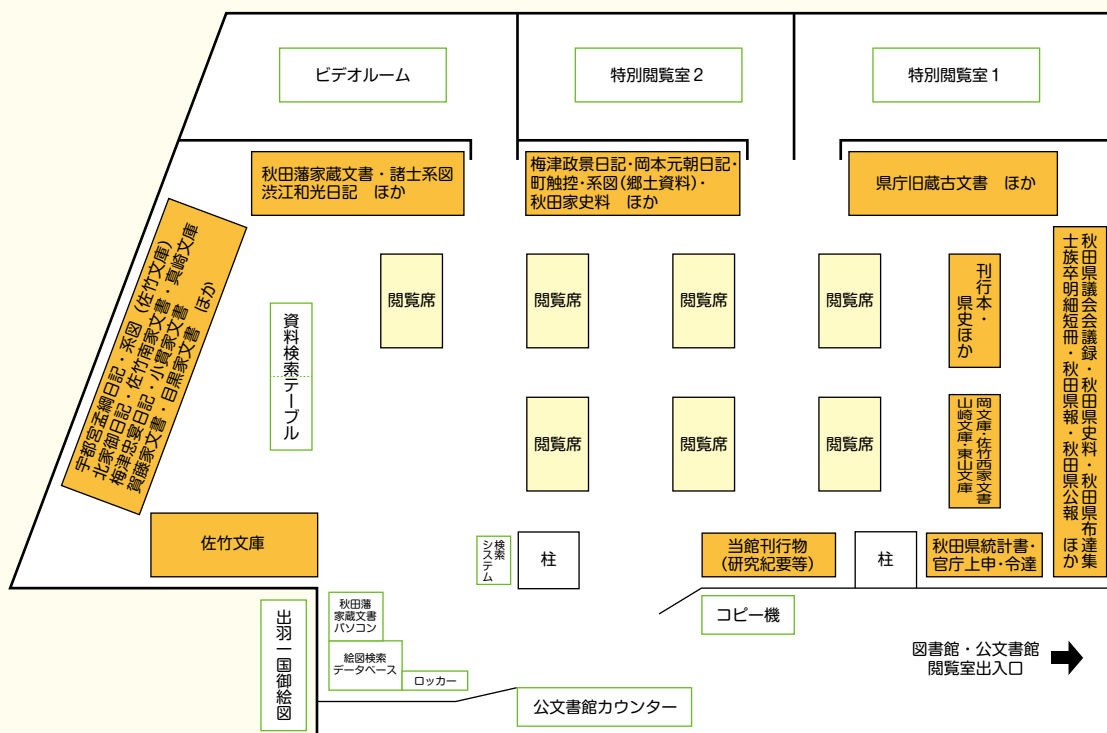 ビデオルーム
特別閲覧室2
特別閲覧室1
秋田藩家蔵文書・諸士系図
渋江和光日記 ほか
梅津政景日記・岡本元朝日記・
町触控・系図(郷土資料)・
秋田家史料 ほか
県庁旧蔵古文書 ほか
宇都宮孟綱日記・系図(佐竹文庫)
北家御日記・佐竹南家文書・真崎文庫
梅津忠宴日記・小貫家文書
賀藤家文書・目黒家文書 ほか
資料検索テーブル
閲覧席
閲覧席
閲覧席
閲覧席
刊行本・
県史ほか
秋田県議会会議録・秋田県史料・秋田県布達集
士族卒明細短冊・秋田県報・秋田県公報 ほか
閲覧席
閲覧席
閲覧席
岡文庫・佐竹西家文書
山崎文庫・東山文庫
佐竹文庫
検索
システム
柱
当館刊行物
(研究紀要等)
柱
秋田県統計書・
官庁上申・令達
出羽一国御絵図
秋田藩
家蔵文書
パソコン
絵図検索
データベース
ロッカー
コピー機
公文書館カウンター
図書館・公文書館
閲覧室出入口